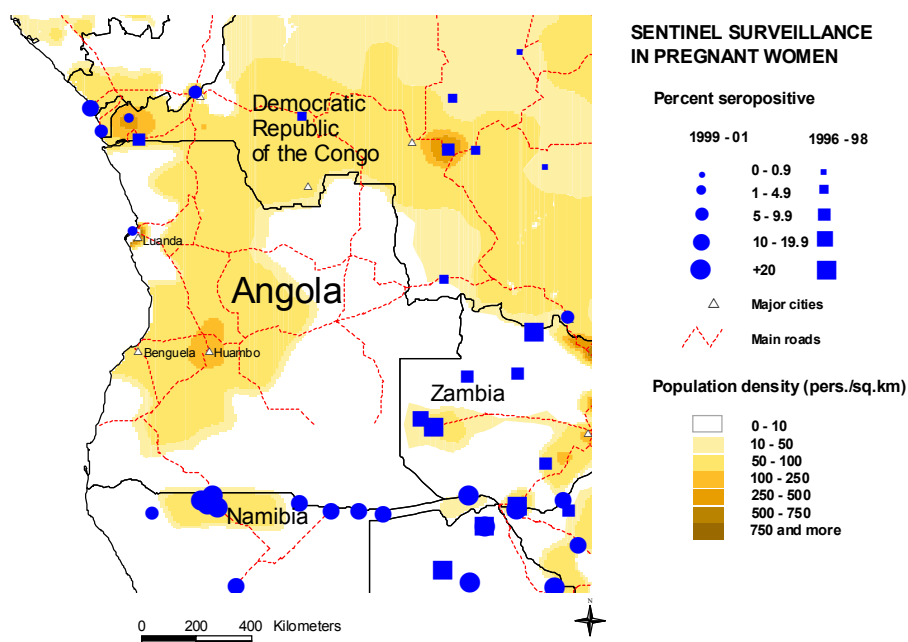 SENTINEL SURVEILLANCE
IN PREGNANT WOMEN
Percent seropositive
1999 - 01
1996 - 98
0 - 0.9
1 - 4.9
5 - 9.9
10 - 19.9
+20
Major cities
Main roads
Population density (pers./sq.km)
0 - 10
10 - 50
50 - 100
100 - 250
250 - 500
500 - 750
750 and more
Democratic
Republic
of the Congo
Luanda
Angola
Benguela
Huambo
Zambia
Namibia
0 200 400 Kilometers
N